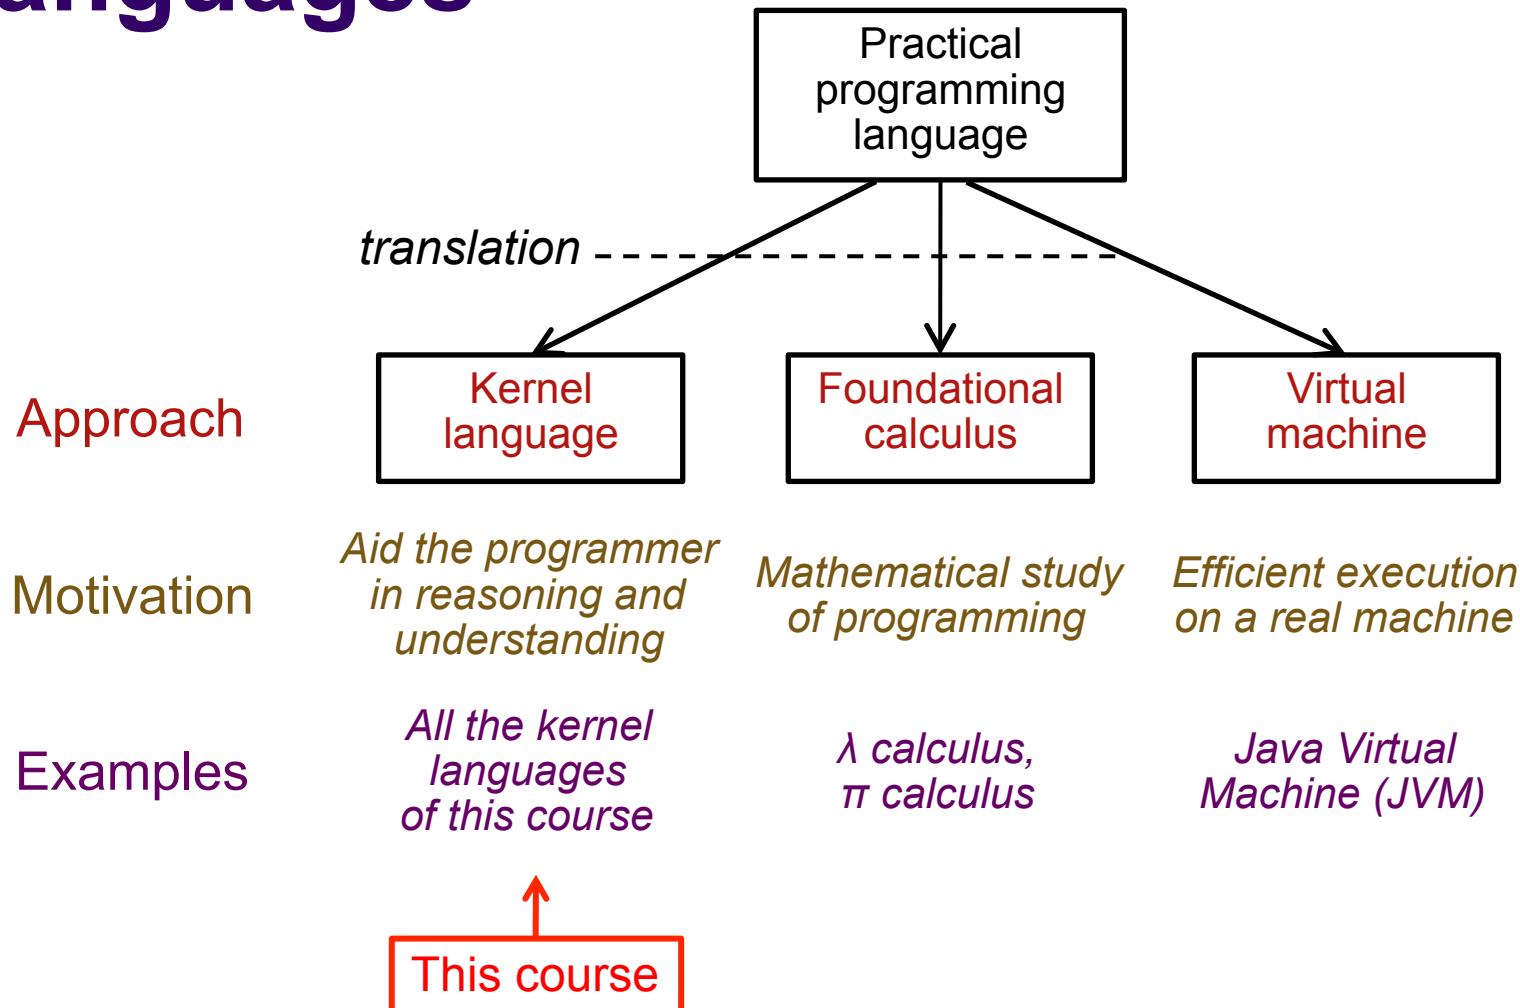 anguages
Practical
programming
language
translation
Approach
Kernel
language
Foundational
calculus
Virtual
machine
Motivation
Aid the programmer
in reasoning and
understanding
Mathematical study
of programming
Efficient execution
on a real machine
Examples
All the kernel
languages
of this course
λ calculus,
π calculus
Java Virtual
Machine (JVM)
This course